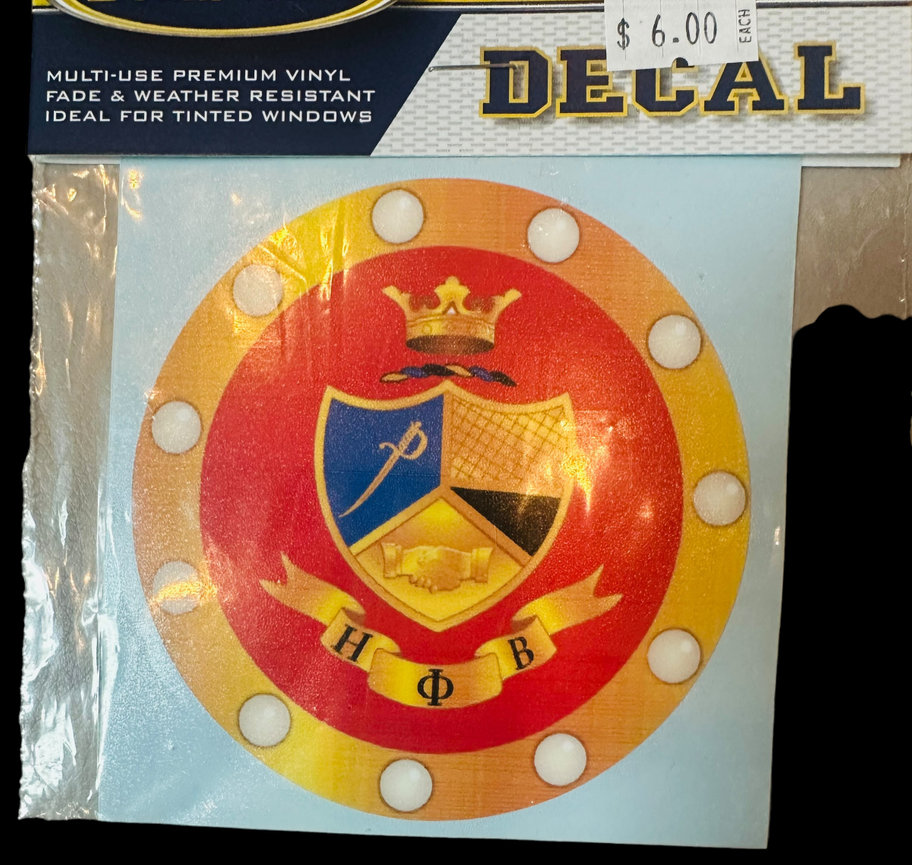 $ 6.00 EACH
DECAL
MULTI-USE PREMIUM VINYL
FADE & WEATHER RESISTANT
IDEAL FOR TINTED WINDOWS
Η Φ Β